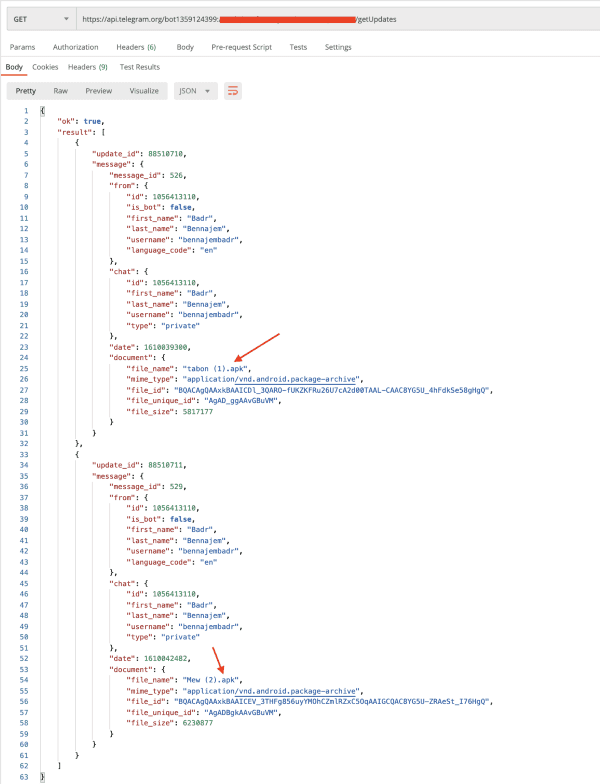 GET https://api.telegram.org/bot1359124399: /getUpdates
Params Authorization Headers (6) Body Pre-request Script Tests Settings
Body Cookies Headers (9) Test Results
Pretty Raw Preview Visualize JSON
1 {
2 "ok": true,
3 "result": [
4 {
5 "update_id": 88510710,
6 "message": {
7 "message_id": 526,
8 "from": {
9 "id": 1056413110,
10 "is_bot": false,
11 "first_name": "Badr",
12 "last_name": "Bennajem",
13 "username": "bennajembadr",
14 "language_code": "en"
15 },
16 "chat": {
17 "id": 1056413110,
18 "first_name": "Badr",
19 "last_name": "Bennajem",
20 "username": "bennajembadr",
21 "type": "private"
22 },
23 "date": 1610039300,
24 "document": {
25 "file_name": "tabon (1).apk",
26 "mime_type": "application/vnd.android.package-archive",
27 "file_id": "BQACAgQAAxkBAAICDl_3QARO-fUKZKFRu26U7cA2d00TAAL-CAAC8YG5U_4hFdk5e58gHgQ",
28 "file_unique_id": "AgAD_ggAAvGBuVM",
29 "file_size": 5817177
30 }
31 }
32 },
33 {
34 "update_id": 88510711,
35 "message": {
36 "message_id": 529,
37 "from": {
38 "id": 1056413110,
39 "is_bot": false,
40 "first_name": "Badr",
41 "last_name": "Bennajem",
42 "username": "bennajembadr",
43 "language_code": "en"
44 },
45 "chat": {
46 "id": 1056413110,
47 "first_name": "Badr",
48 "last_name": "Bennajem",
49 "username": "bennajembadr",
50 "type": "private"
51 },
52 "date": 1610042482,
53 "document": {
54 "file_name": "Mew (2).apk",
55 "mime_type": "application/vnd.android.package-archive",
56 "file_id": "BQACAgQAAxkBAAICEV_3THFg856uyYMOhCZmlRZxC5OqAAIGCQAC8YG5U-ZRAeSt_I76HgQ",
57 "file_unique_id": "AgADBgkAAvGBuVM",
58 "file_size": 6230877
59 }
60 }
61 }
62 ]
63 }